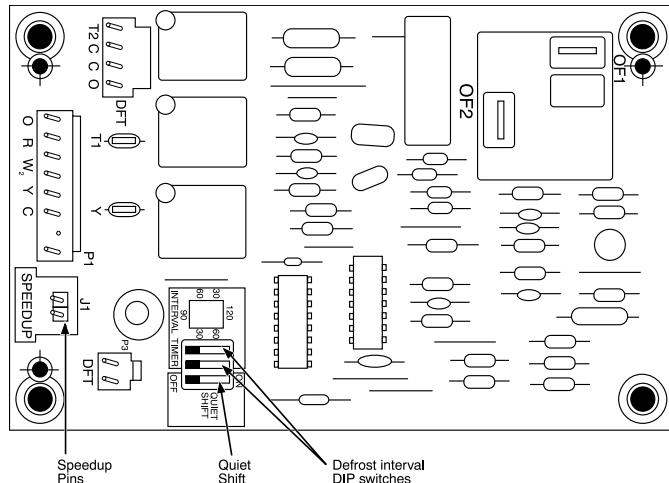 T2 C C O
DFT
OF1
OF2
T1
O R W2 Y C
Y
P1
SPEEDUP
J1
P3
DFT
INTERVAL TIMER
60
30
90
120
30
60
OFF
ON
QUIET
SHIFT
Speedup
Pins
Quiet
Shift
Defrost interval
DIP switches